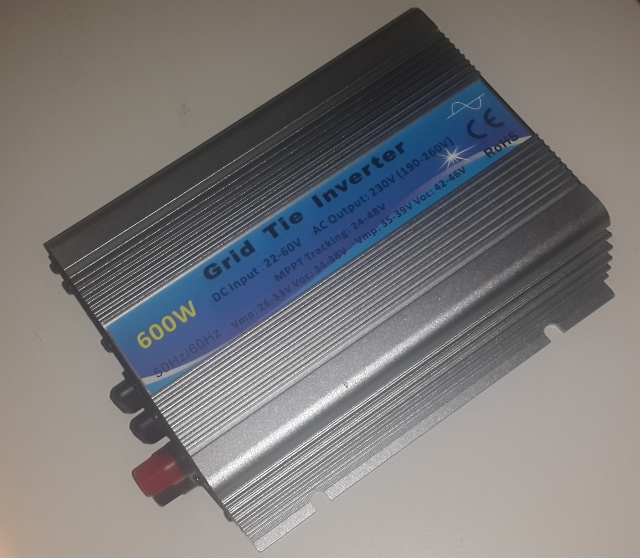 Grid Tie Inverter
DC Input: 22-60V AC Output: 230V (190-260V)
MPPT Tracking: 24-48V
Vmp: 26-33V Voc: 34-38V Vmp: 35-39V Voc: 42-46V
600W
50Hz/60Hz
CE
RoHS